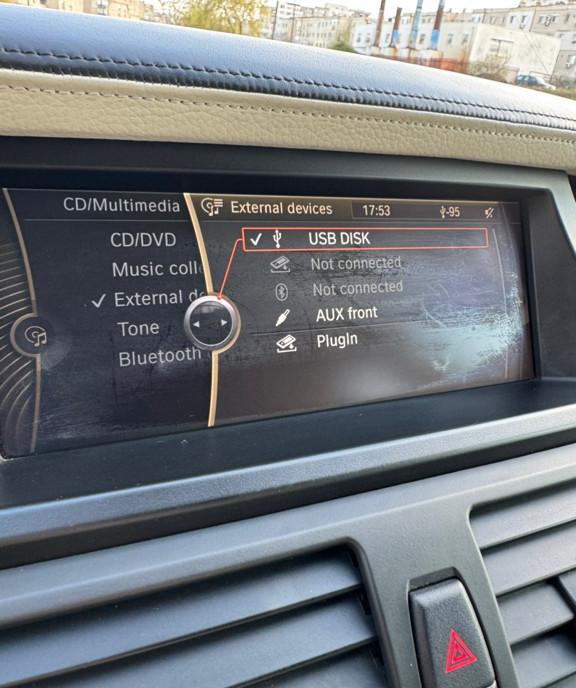 CD/Multimedia
External devices
17:53
-95
CD/DVD
Music coll
External de
Tone
Bluetooth
USB DISK
Not connected
Not connected
AUX front
PlugIn